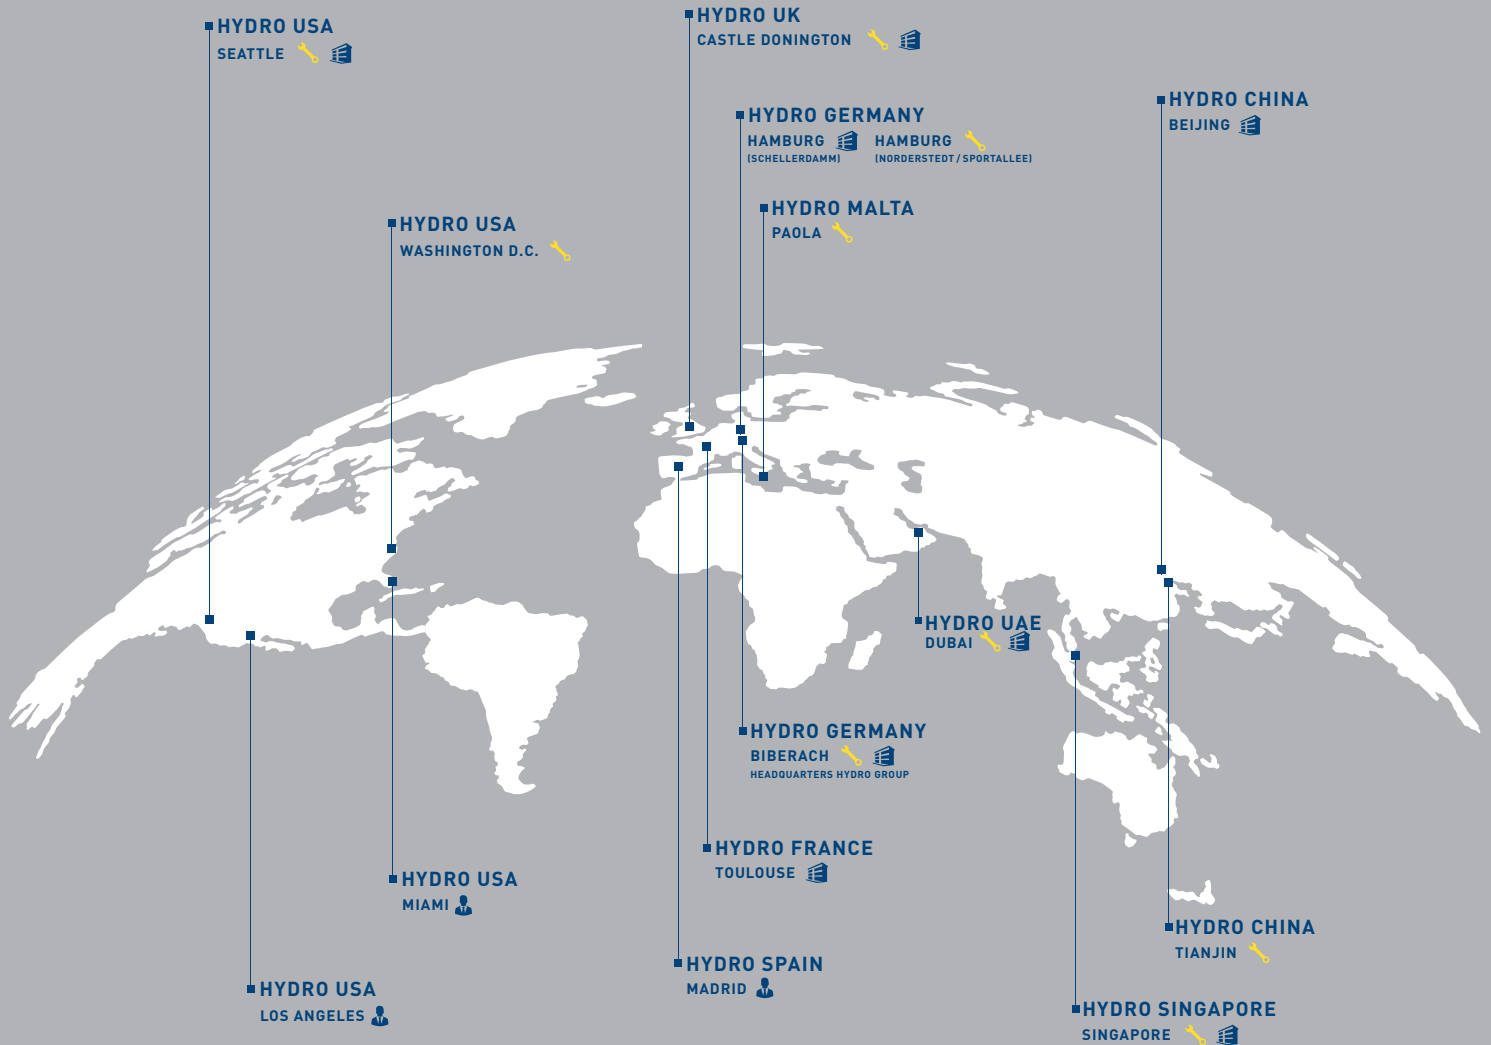 HYDRO USA
SEATTLE
HYDRO UK
CASTLE DONINGTON
HYDRO CHINA
BEIJING
HYDRO GERMANY
HAMBURG
(SCHELLERDAMM)
HAMBURG
(NORDERSTEDT / SPORTALLEE)
HYDRO MALTA
PAOLA
HYDRO USA
WASHINGTON D.C.
HYDRO UAE
DUBAI
HYDRO GERMANY
BIBERACH
HEADQUARTERS HYDRO GROUP
HYDRO FRANCE
TOULOUSE
HYDRO USA
MIAMI
HYDRO CHINA
TIANJIN
HYDRO SPAIN
MADRID
HYDRO USA
LOS ANGELES
HYDRO SINGAPORE
SINGAPORE